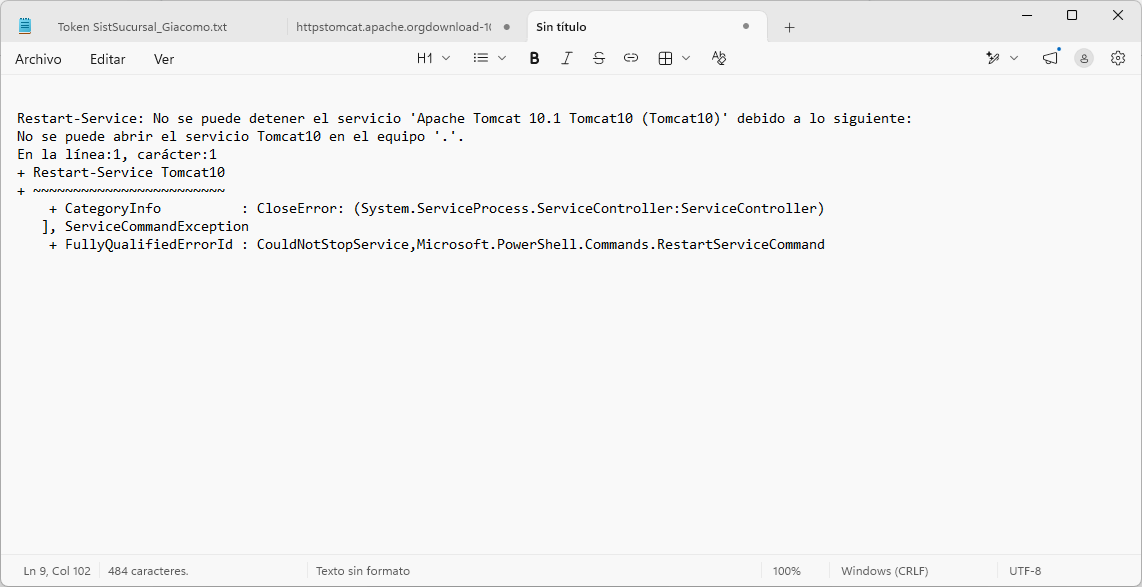 Token SistSucursal_Giacomo.txt
httpstomcat.apache.orgdownload-10
Sin título
Archivo Editar Ver
H1 B I S
Restart-Service: No se puede detener el servicio 'Apache Tomcat 10.1 Tomcat10 (Tomcat10)' debido a lo siguiente:
No se puede abrir el servicio Tomcat10 en el equipo '.'.
En la línea:1, carácter:1
+ Restart-Service Tomcat10
+ ~~~~~~~~~~~~~~~~~~~~~~~~
    + CategoryInfo          : CloseError: (System.ServiceProcess.ServiceController:ServiceController)
   ], ServiceCommandException
    + FullyQualifiedErrorId : CouldNotStopService,Microsoft.PowerShell.Commands.RestartServiceCommand
Ln 9, Col 102 484 caracteres. Texto sin formato 100% Windows (CRLF) UTF-8